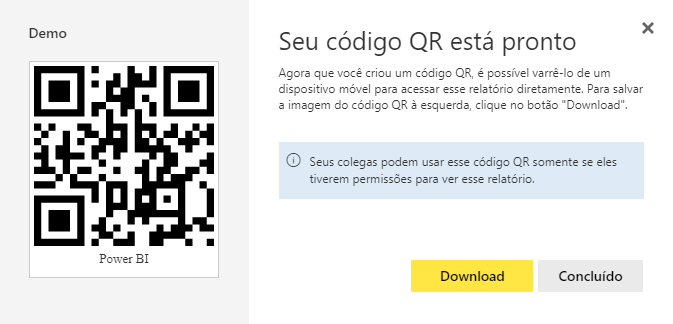 Demo
Power BI
Seu código QR está pronto
Agora que você criou um código QR, é possível varrê-lo de um
dispositivo móvel para acessar esse relatório diretamente. Para salvar
a imagem do código QR à esquerda, clique no botão "Download".
Seus colegas podem usar esse código QR somente se eles
tiverem permissões para ver esse relatório.
Download
Concluído